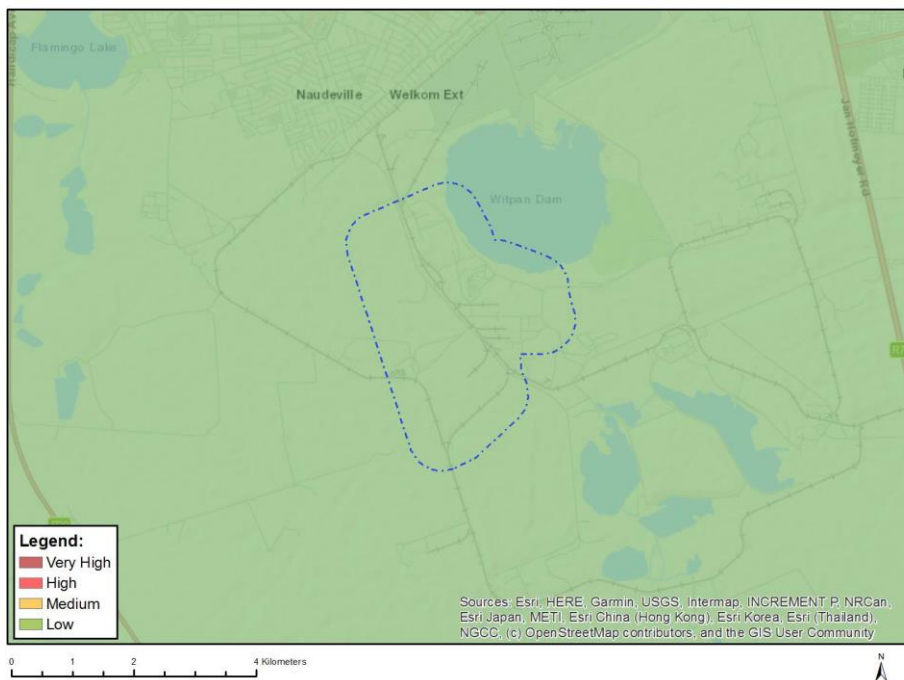 Flamingo Lake
Naudeville
Welkom Ext
Witpan Dam
Jan Hofmeyer Rd
Legend:
Very High
High
Medium
Low
Sources: Esri, HERE, Garmin, USGS, Intermap, INCREMENT P, NRCan,
Esri Japan, METI, Esri China (Hong Kong), Esri Korea, Esri (Thailand),
NGCC, (c) OpenStreetMap contributors, and the GIS User Community
0 1 2 4 Kilometers
N